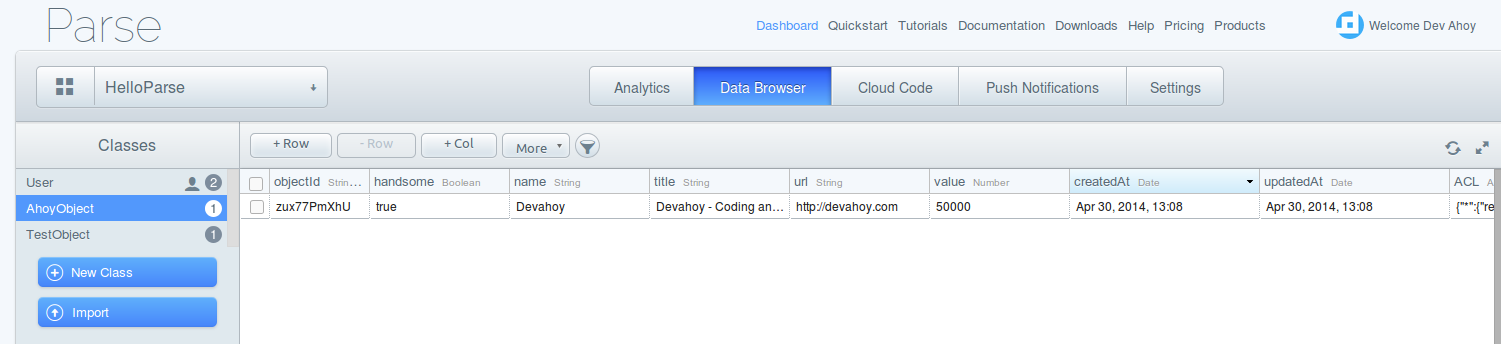 Parse
Dashboard Quickstart Tutorials Documentation Downloads Help Pricing Products Welcome Dev Ahoy
HelloParse Analytics Data Browser Cloud Code Push Notifications Settings
Classes + Row - Row + Col More
User 2
AhoyObject 1
TestObject 1
New Class
Import
objectId Strin... handsome Boolean name String title String url String value Number createdAt Date updatedAt Date ACL A
zux77PmXhU true Devahoy Devahoy - Coding an... http://devahoy.com 50000 Apr 30, 2014, 13:08 Apr 30, 2014, 13:08 {"*":{"re